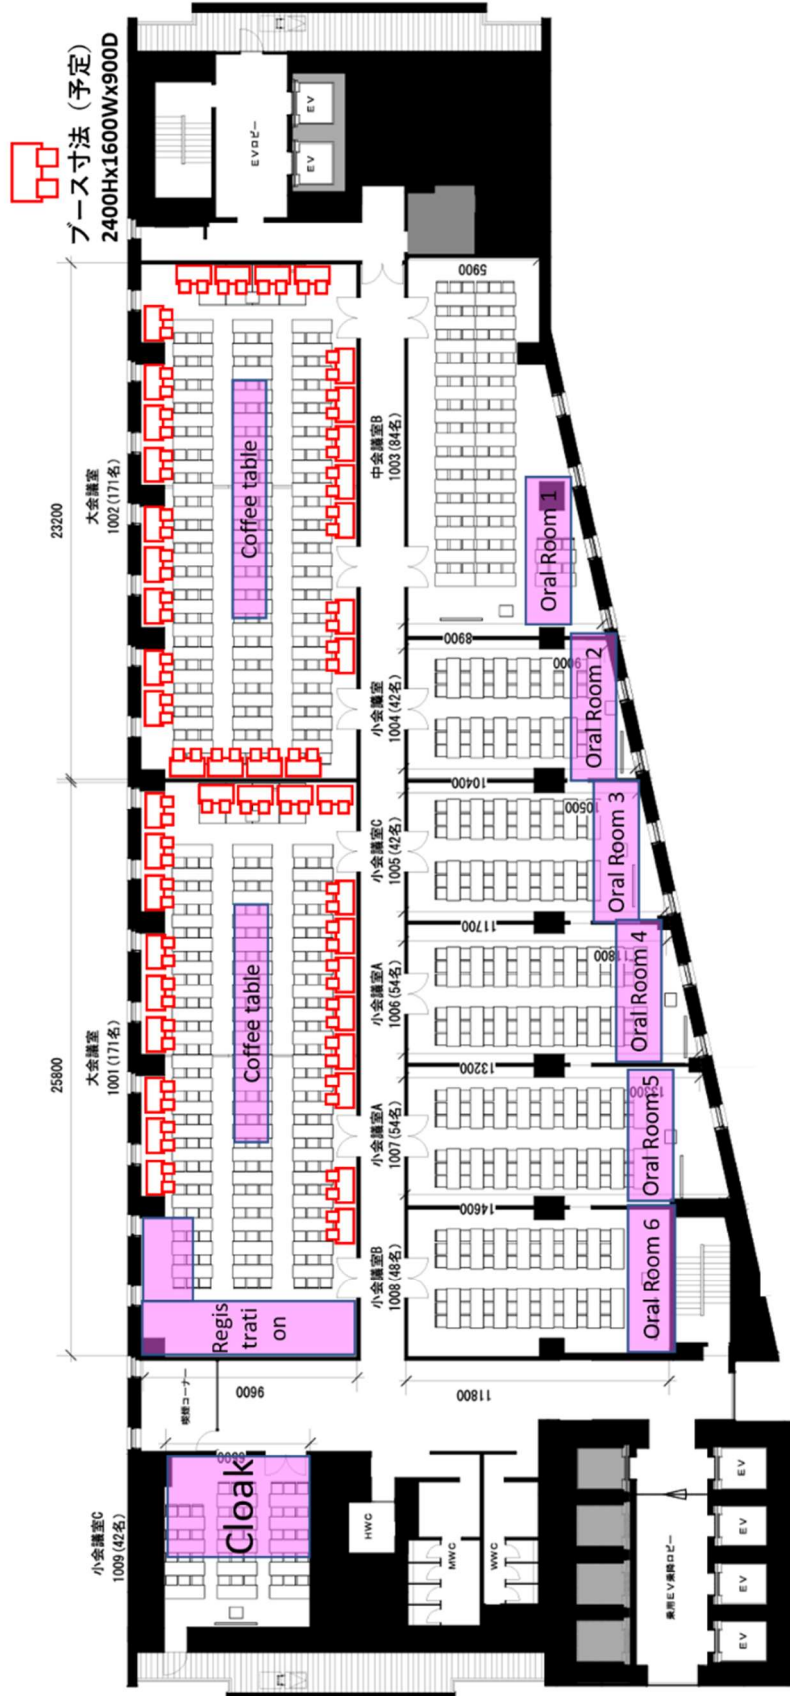 ブース寸法（予定）
2400Hx1600Wx900D
EV
EV
EVロビー
23200
大会議室
1002(171名)
Coffee table
中会議室B
1003(84名)
5900
Oral Room 1
8900
9000
小会議室
1004(42名)
Oral Room 2
10400
10500
25800
大会議室
1001(171名)
Coffee table
小会議室C
1005(42名)
Oral Room 3
11700
11800
小会議室A
1006(54名)
Oral Room 4
13200
13300
小会議室A
1007(54名)
Oral Room 5
14600
小会議室B
1008(48名)
Oral Room 6
Regis
trati
on
9600
11800
喫煙コーナー
小会議室C
1009(42名)
Cloak
HWC
MWC
WWC
乗用EV乗降ロビー
EV
EV
EV
EV